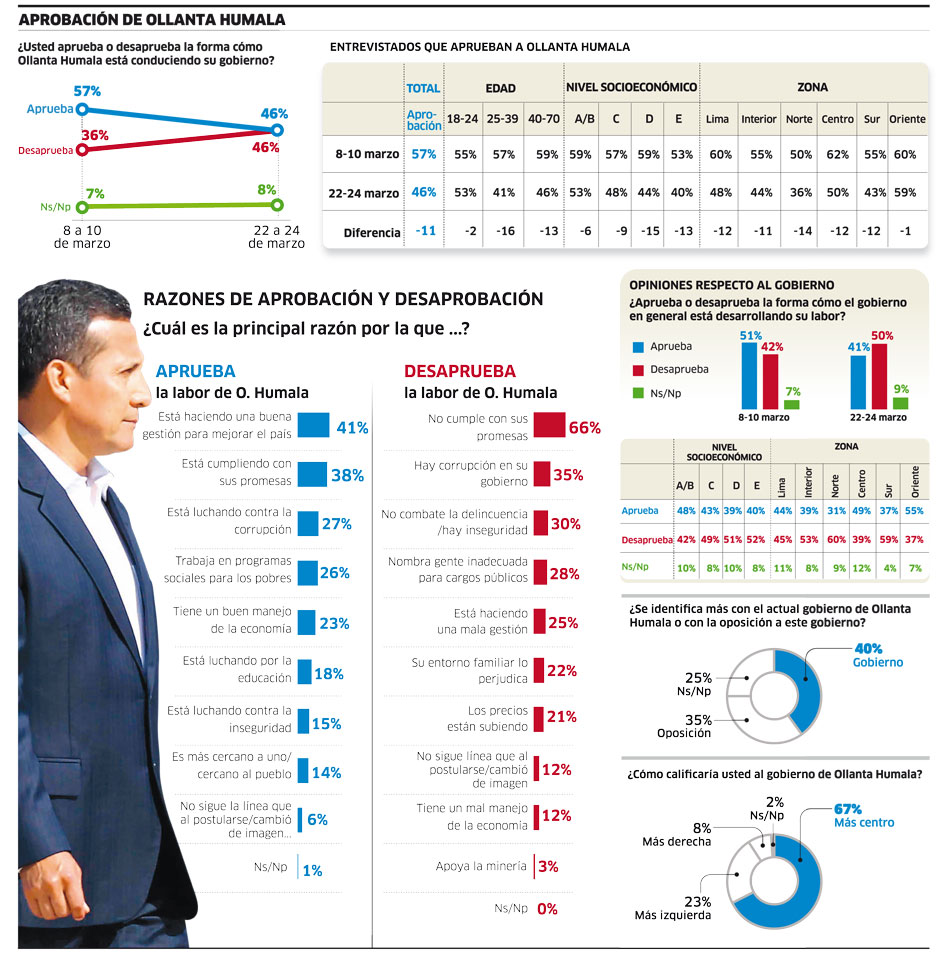 APROBACIÓN DE OLLANTA HUMALA
¿Usted aprueba o desaprueba la forma cómo
Ollanta Humala está conduciendo su gobierno?
57%
Aprueba
46%
36%
Desaprueba
46%
7%
8%
Ns/Np
8 a 10
de marzo
22 a 24
de marzo
ENTREVISTADOS QUE APRUEBAN A OLLANTA HUMALA
TOTAL EDAD NIVEL SOCIOECONÓMICO ZONA
Apro-
bación 18-24 25-39 40-70 A/B C D E Lima Interior Norte Centro Sur Oriente
8-10 marzo 57% 55% 57% 59% 59% 57% 59% 53% 60% 55% 50% 62% 55% 60%
22-24 marzo 46% 53% 41% 46% 53% 48% 44% 40% 48% 44% 36% 50% 43% 59%
Diferencia -11 -2 -16 -13 -6 -9 -15 -13 -12 -11 -14 -12 -12 -1
RAZONES DE APROBACIÓN Y DESAPROBACIÓN
¿Cuál es la principal razón por la que ...?
APRUEBA
la labor de O. Humala
Está haciendo una buena
gestión para mejorar el país
41%
Está cumpliendo con
sus promesas
38%
Está luchando contra la
corrupción
27%
Trabaja en programas
sociales para los pobres
26%
Tiene un buen manejo
de la economía
23%
Está luchando por la
educación
18%
Está luchando contra la
inseguridad
15%
Es más cercano a uno/
cercano al pueblo
14%
No sigue la línea que
al postularse/cambió
de imagen...
6%
Ns/Np 1%
DESAPRUEBA
la labor de O. Humala
No cumple con sus
promesas
66%
Hay corrupción en su
gobierno
35%
No combate la delincuencia
/hay inseguridad
30%
Nombra gente inadecuada
para cargos públicos
28%
Está haciendo
una mala gestión
25%
Su entorno familiar lo
perjudica
22%
Los precios
están subiendo
21%
No sigue línea que al
postularse/cambió
de imagen
12%
Tiene un mal manejo
de la economía
12%
Apoya la minería 3%
Ns/Np 0%
OPINIONES RESPECTO AL GOBIERNO
¿Aprueba o desaprueba la forma cómo el gobierno
en general está desarrollando su labor?
Aprueba
Desaprueba
Ns/Np
51%
42%
7%
8-10 marzo
41%
50%
9%
22-24 marzo
NIVEL
SOCIOECONÓMICO
ZONA
A/B C D E Lima Interior Norte Centro Sur Oriente
Aprueba 48% 43% 39% 40% 44% 39% 31% 49% 37% 55%
Desaprueba 42% 49% 51% 52% 45% 53% 60% 39% 59% 37%
Ns/Np 10% 8% 10% 8% 11% 8% 9% 12% 4% 7%
¿Se identifica más con el actual gobierno de Ollanta
Humala o con la oposición a este gobierno?
40%
Gobierno
25%
Ns/Np
35%
Oposición
¿Cómo calificaría usted al gobierno de Ollanta Humala?
2%
Ns/Np
67%
Más centro
8%
Más derecha
23%
Más izquierda